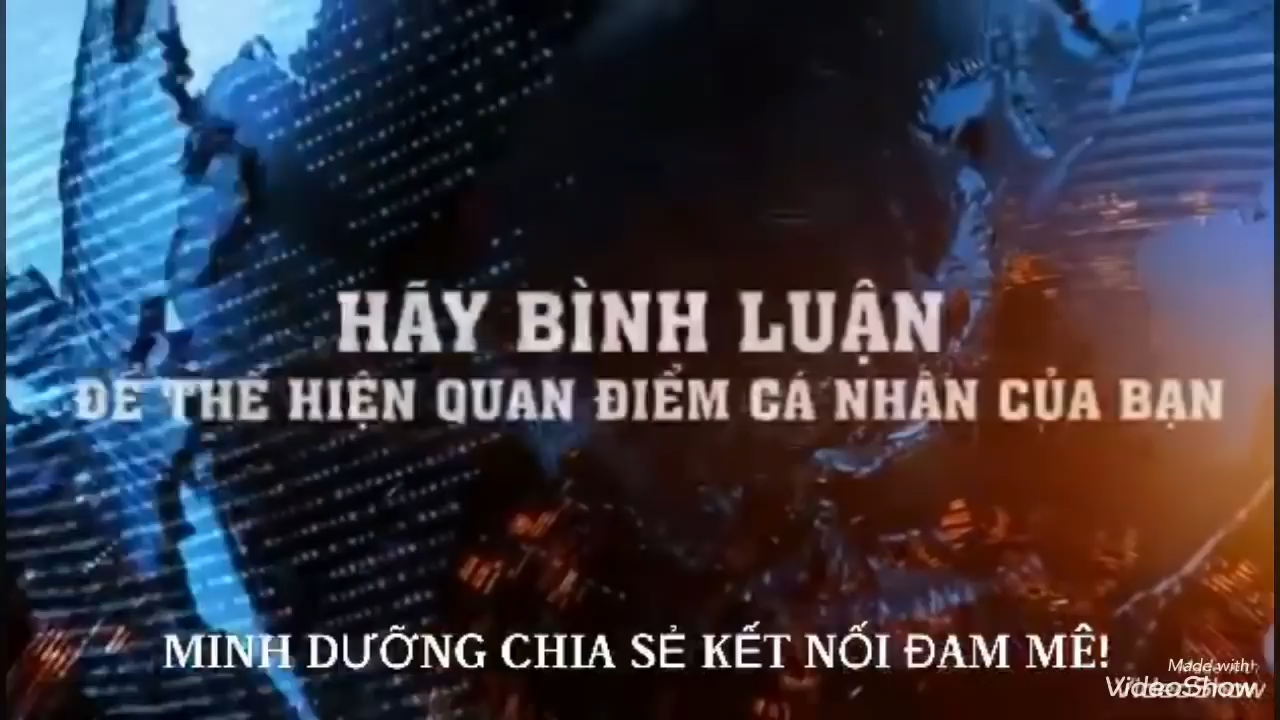 HÃY BÌNH LUẬN
ĐỂ THỂ HIỆN QUAN ĐIỂM CÁ NHÂN CỦA BẠN
MINH DƯỠNG CHIA SẺ KẾT NỐI ĐAM MÊ!
Made with
VideoShow